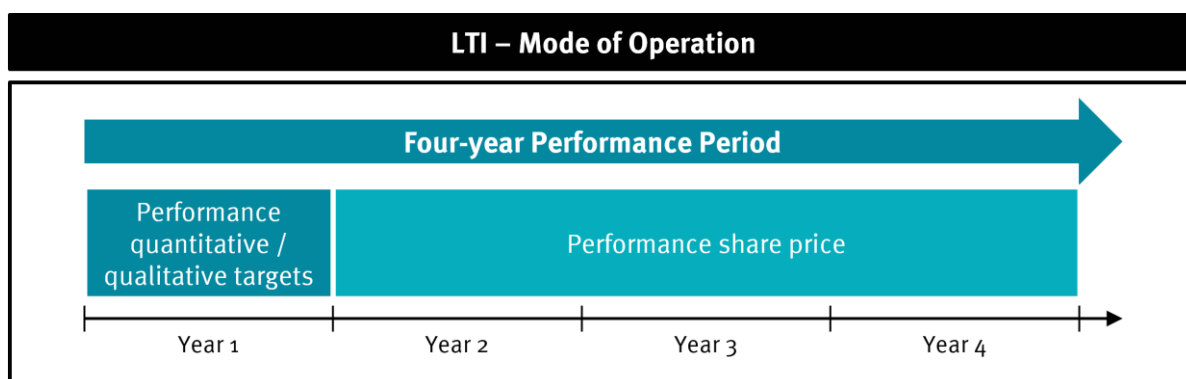 LTI – Mode of Operation
Four-year Performance Period
Performance
quantitative /
qualitative targets
Performance share price
Year 1
Year 2
Year 3
Year 4